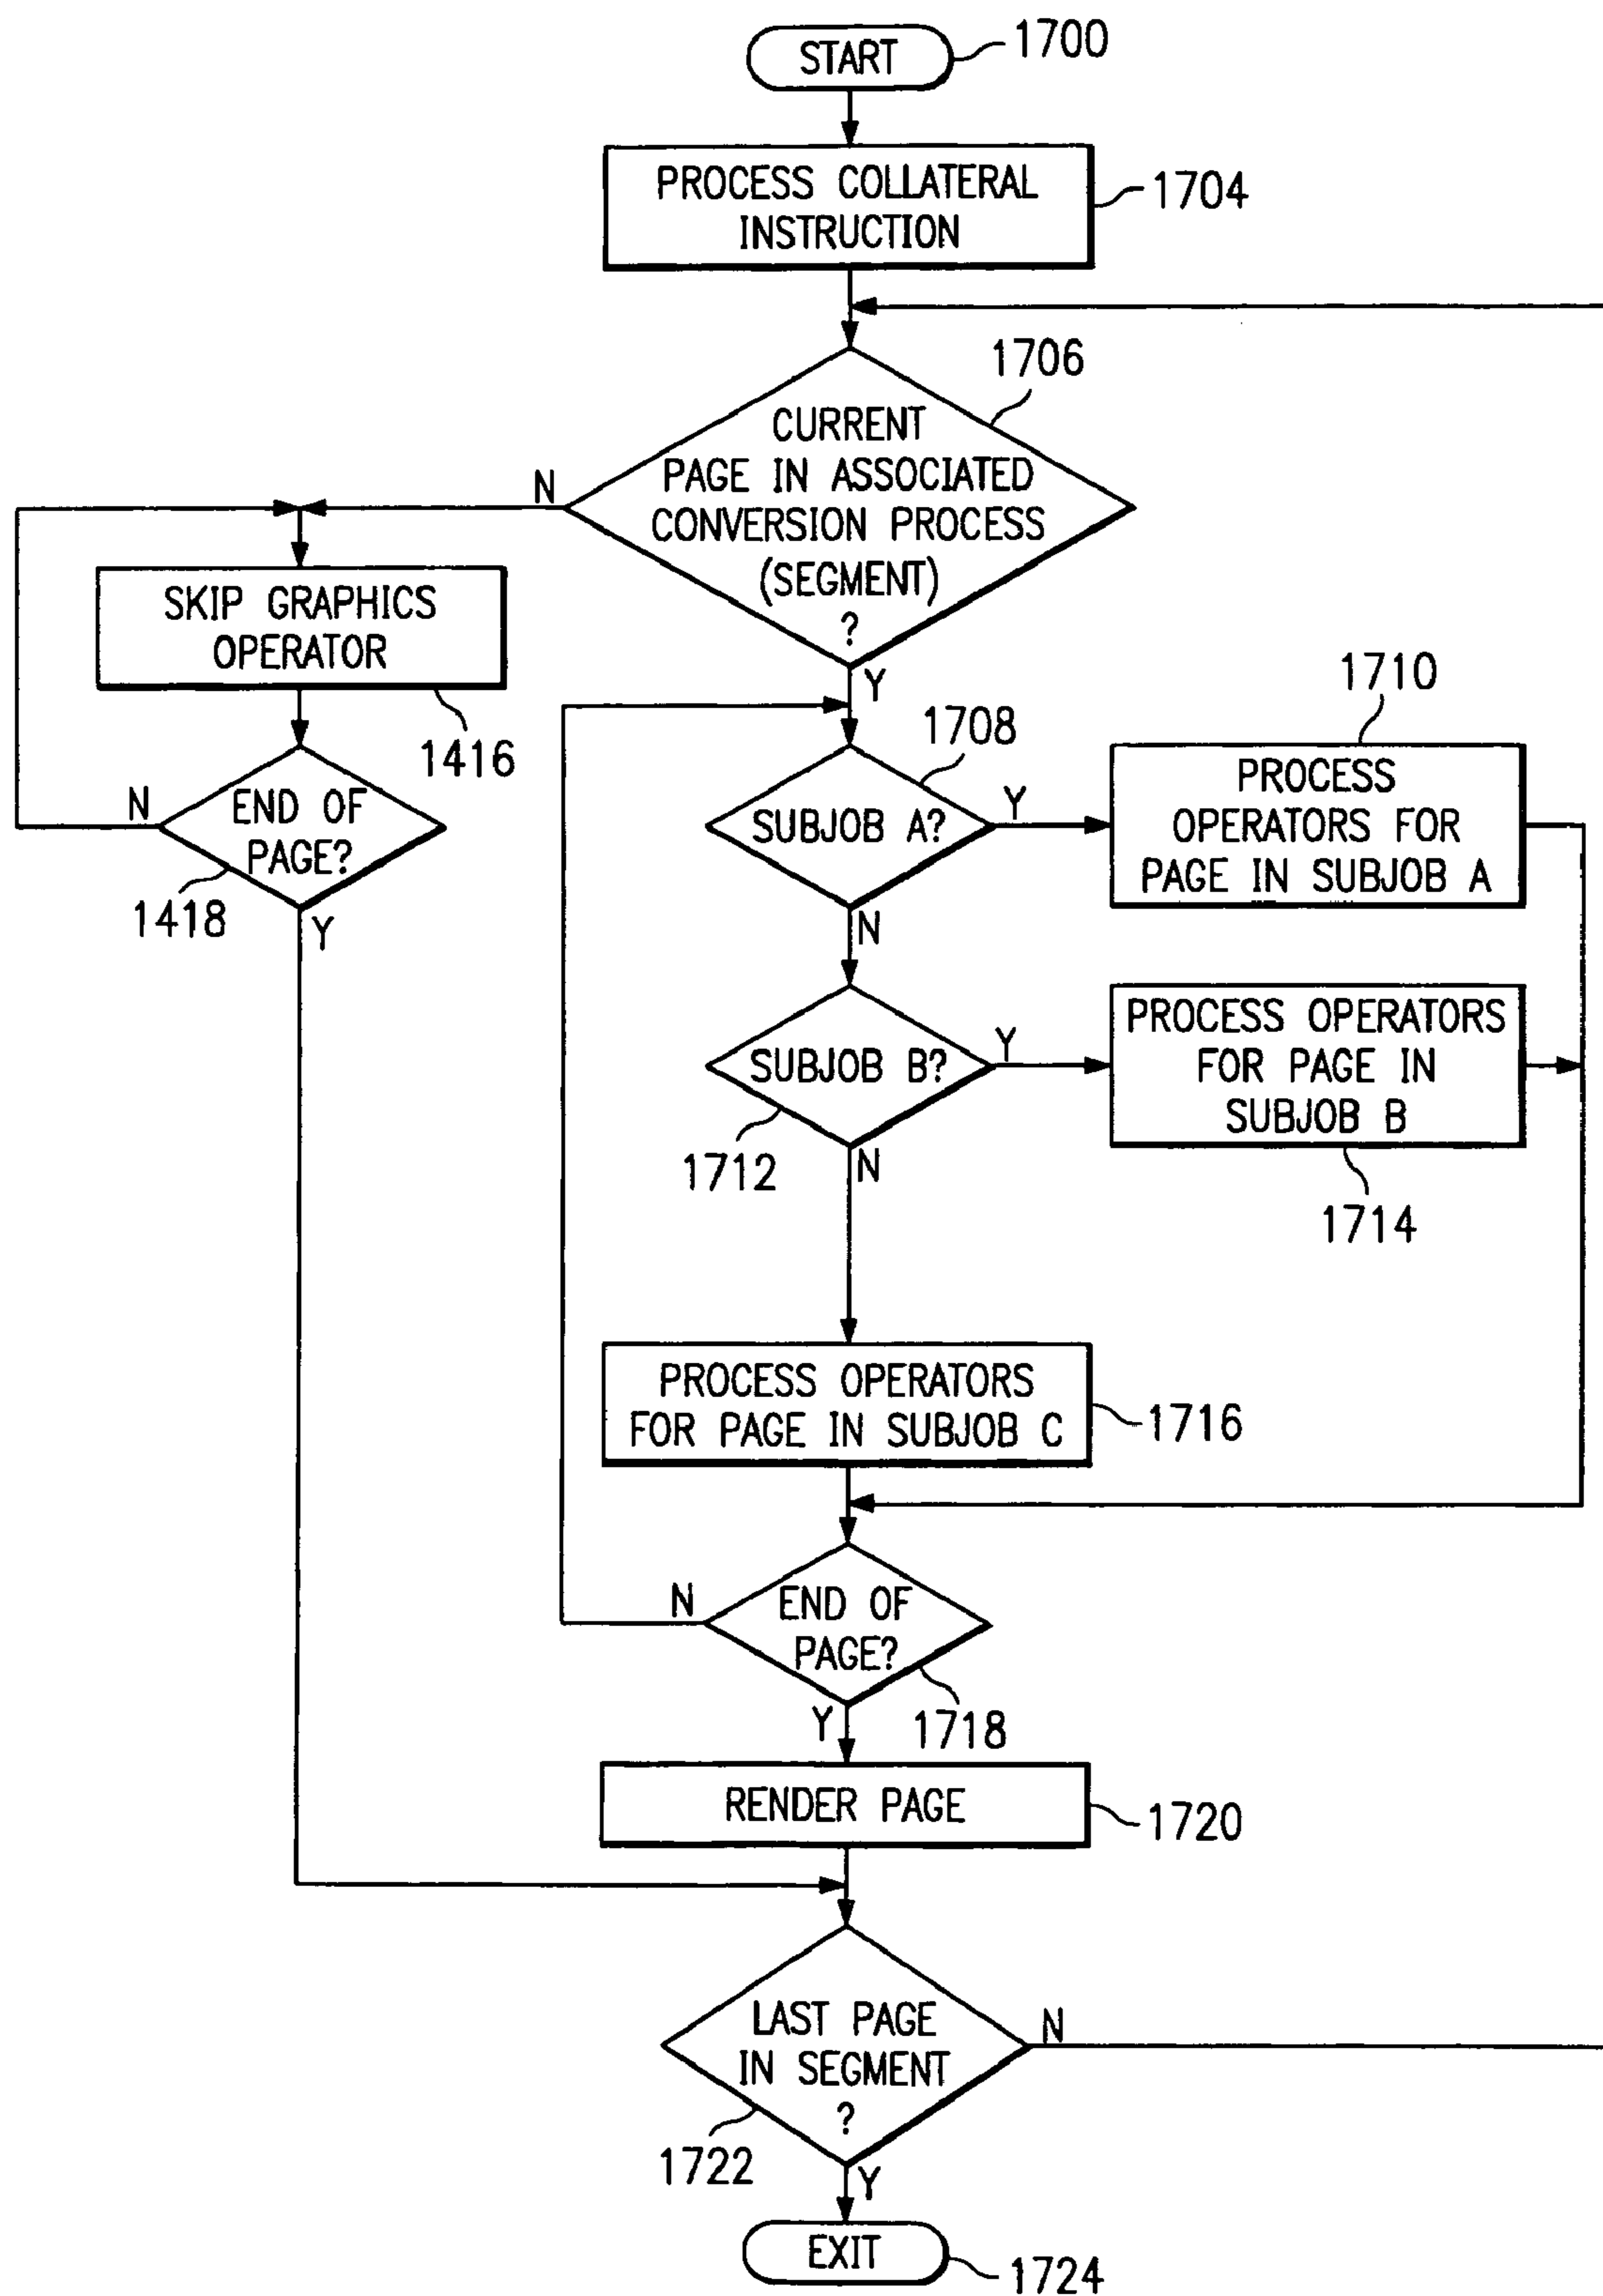 START
1700
PROCESS COLLATERAL
INSTRUCTION
1704
1706
CURRENT
PAGE IN ASSOCIATED
CONVERSION PROCESS
(SEGMENT)
?
N
Y
SKIP GRAPHICS
OPERATOR
1416
END OF
PAGE?
N
1418
Y
1708
SUBJOB A?
Y
N
1710
PROCESS
OPERATORS FOR
PAGE IN SUBJOB A
SUBJOB B?
Y
1712
N
PROCESS OPERATORS
FOR PAGE IN
SUBJOB B
1714
PROCESS OPERATORS
FOR PAGE IN SUBJOB C
1716
END OF
PAGE?
N
Y
1718
RENDER PAGE
1720
LAST PAGE
IN SEGMENT
?
N
1722
Y
EXIT
1724